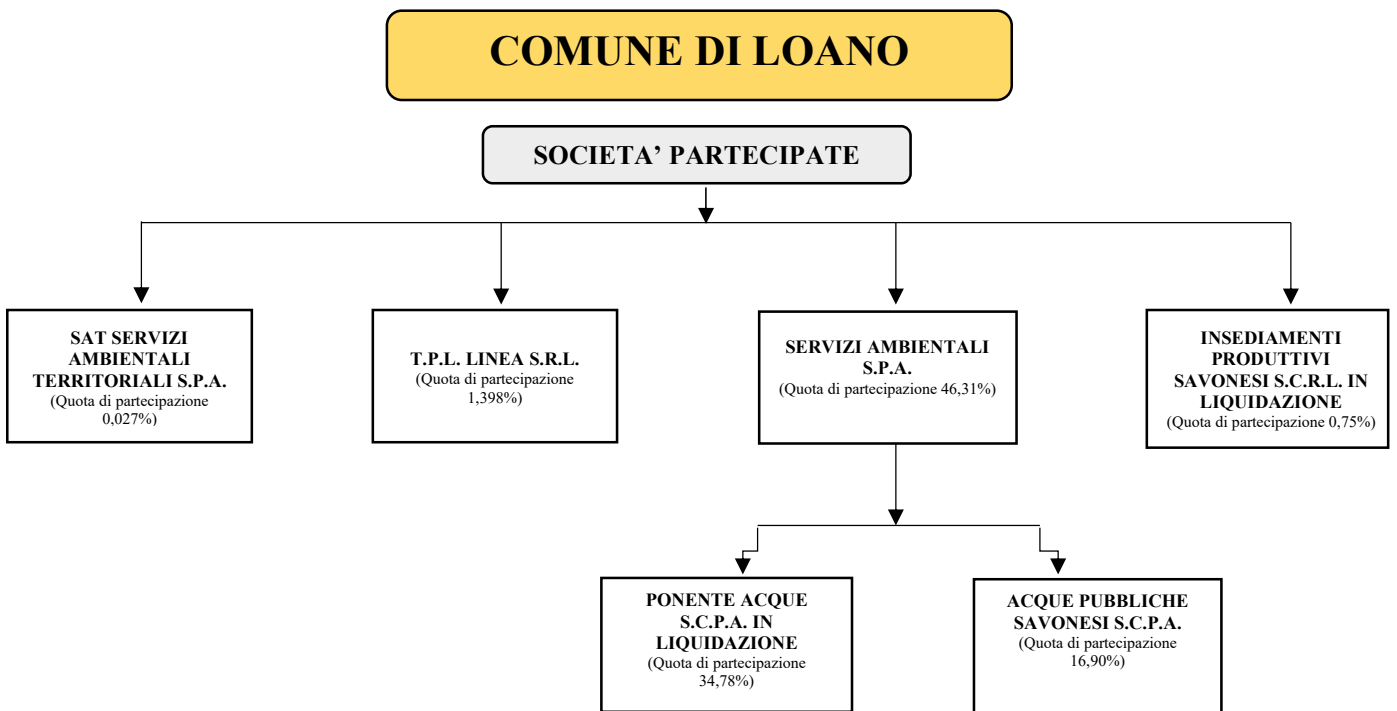 COMUNE DI LOANO
SOCIETA’ PARTECIPATE
SAT SERVIZI
AMBIENTALI
TERRITORIALI S.P.A.
(Quota di partecipazione
0,027%)
T.P.L. LINEA S.R.L.
(Quota di partecipazione
1,398%)
SERVIZI AMBIENTALI
S.P.A.
(Quota di partecipazione 46,31%)
INSEDIAMENTI
PRODUTTIVI
SAVONESI S.C.R.L. IN
LIQUIDAZIONE
(Quota di partecipazione 0,75%)
PONENTE ACQUE
S.C.P.A. IN
LIQUIDAZIONE
(Quota di partecipazione
34,78%)
ACQUE PUBBLICHE
SAVONESI S.C.P.A.
(Quota di partecipazione
16,90%)